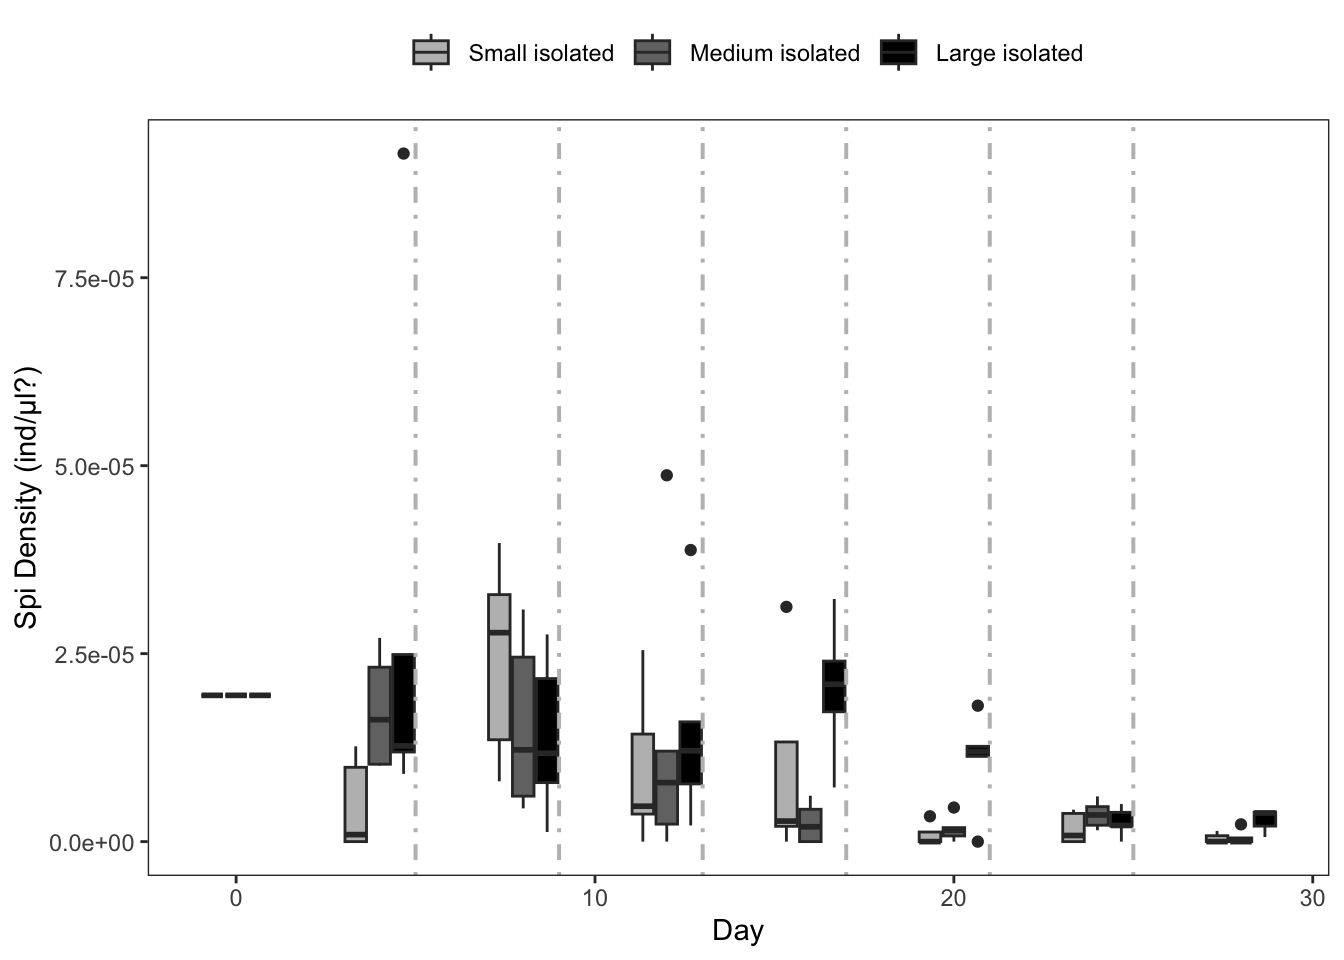 Small isolated Medium isolated Large isolated
7.5e-05
5.0e-05
2.5e-05
0.0e+00
Spi Density (ind/µl?)
0 10 20 30
Day